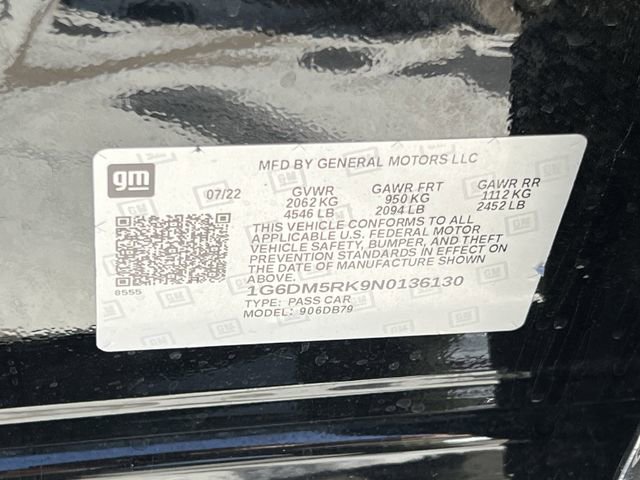 gm
MFD BY GENERAL MOTORS LLC
07/22 GVWR GAWR FRT GAWR RR
2062 KG 950 KG 1112 KG
4546 LB 2094 LB 2452 LB
THIS VEHICLE CONFORMS TO ALL
APPLICABLE U.S. FEDERAL MOTOR
VEHICLE SAFETY, BUMPER, AND THEFT
PREVENTION STANDARDS IN EFFECT ON
THE DATE OF MANUFACTURE SHOWN
ABOVE.
8555
1G6DM5RK9N0136130
TYPE: PASS CAR
MODEL: 906DB79